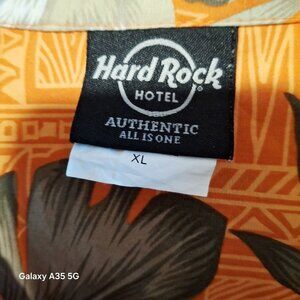 Hard Rock
HOTEL
AUTHENTIC
ALL IS ONE
XL
Galaxy A35 5G